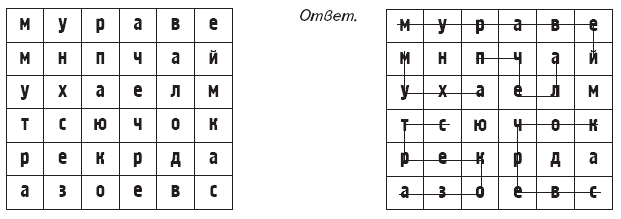 м у р а в е
м н п ч а й
у х а е л м
т с ю ч о к
р е к р д а
а з о е в с
Ответ.
м у р а в е
м н п ч а й
у х а е л м
т с ю ч о к
р е к р д а
а з о е в с